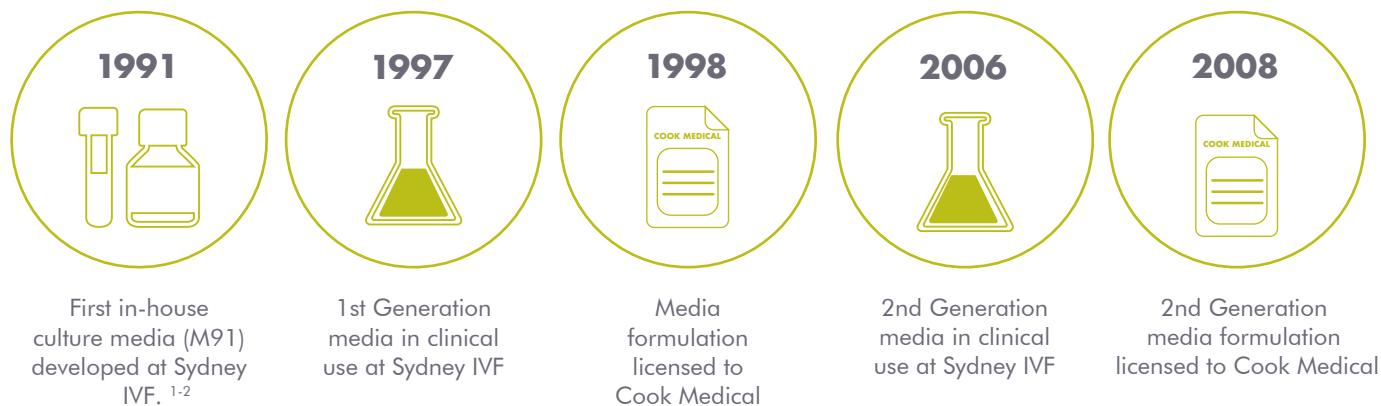 1991
First in-house
culture media (M91)
developed at Sydney
IVF. 1-2
1997
1st Generation
media in clinical
use at Sydney IVF
1998
COOK MEDICAL
Media
formulation
licensed to
Cook Medical
2006
2nd Generation
media in clinical
use at Sydney IVF
2008
COOK MEDICAL
2nd Generation
media formulation
licensed to Cook Medical